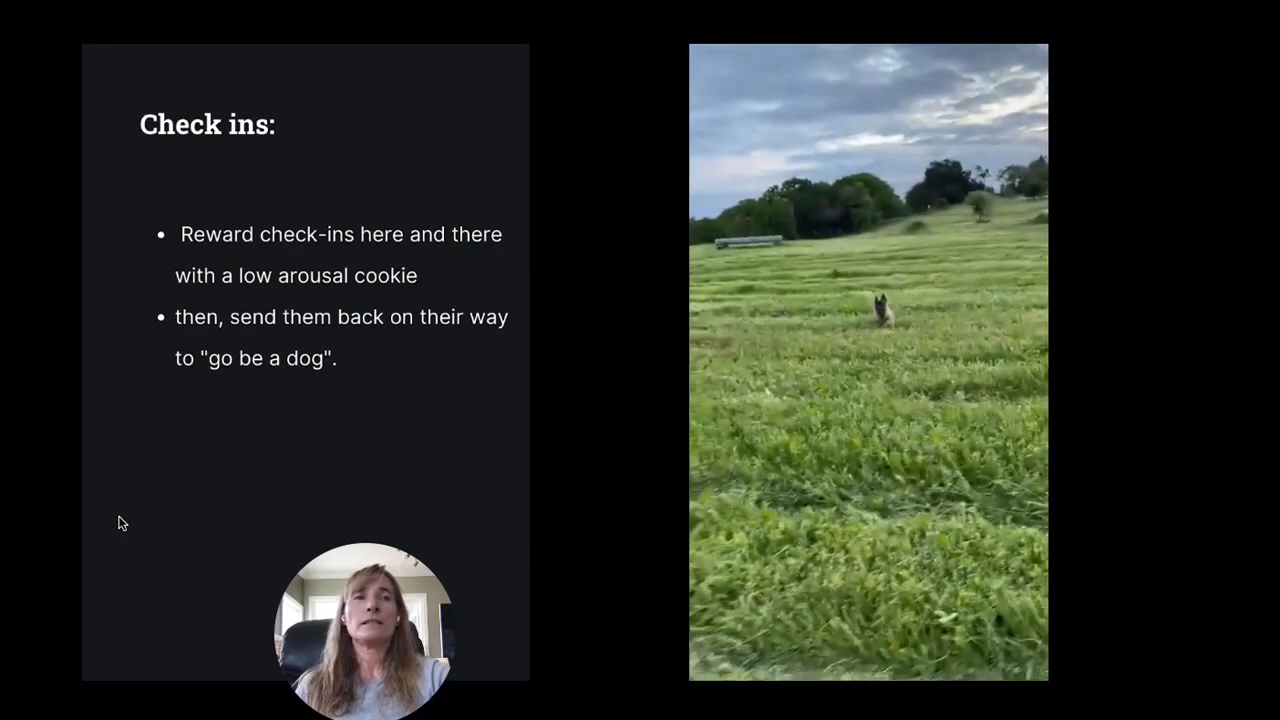 Check ins:
• Reward check-ins here and there
with a low arousal cookie
• then, send them back on their way
to "go be a dog".